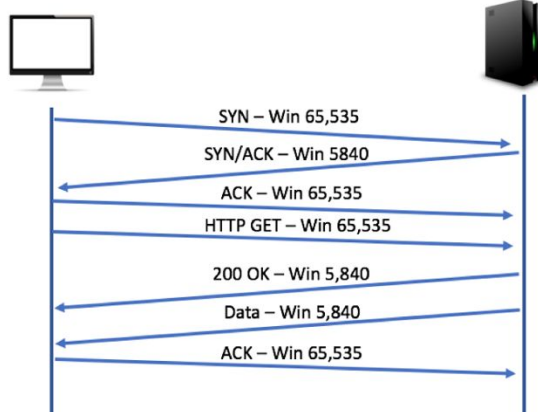 SYN – Win 65,535
SYN/ACK – Win 5840
ACK – Win 65,535
HTTP GET – Win 65,535
200 OK – Win 5,840
Data – Win 5,840
ACK – Win 65,535